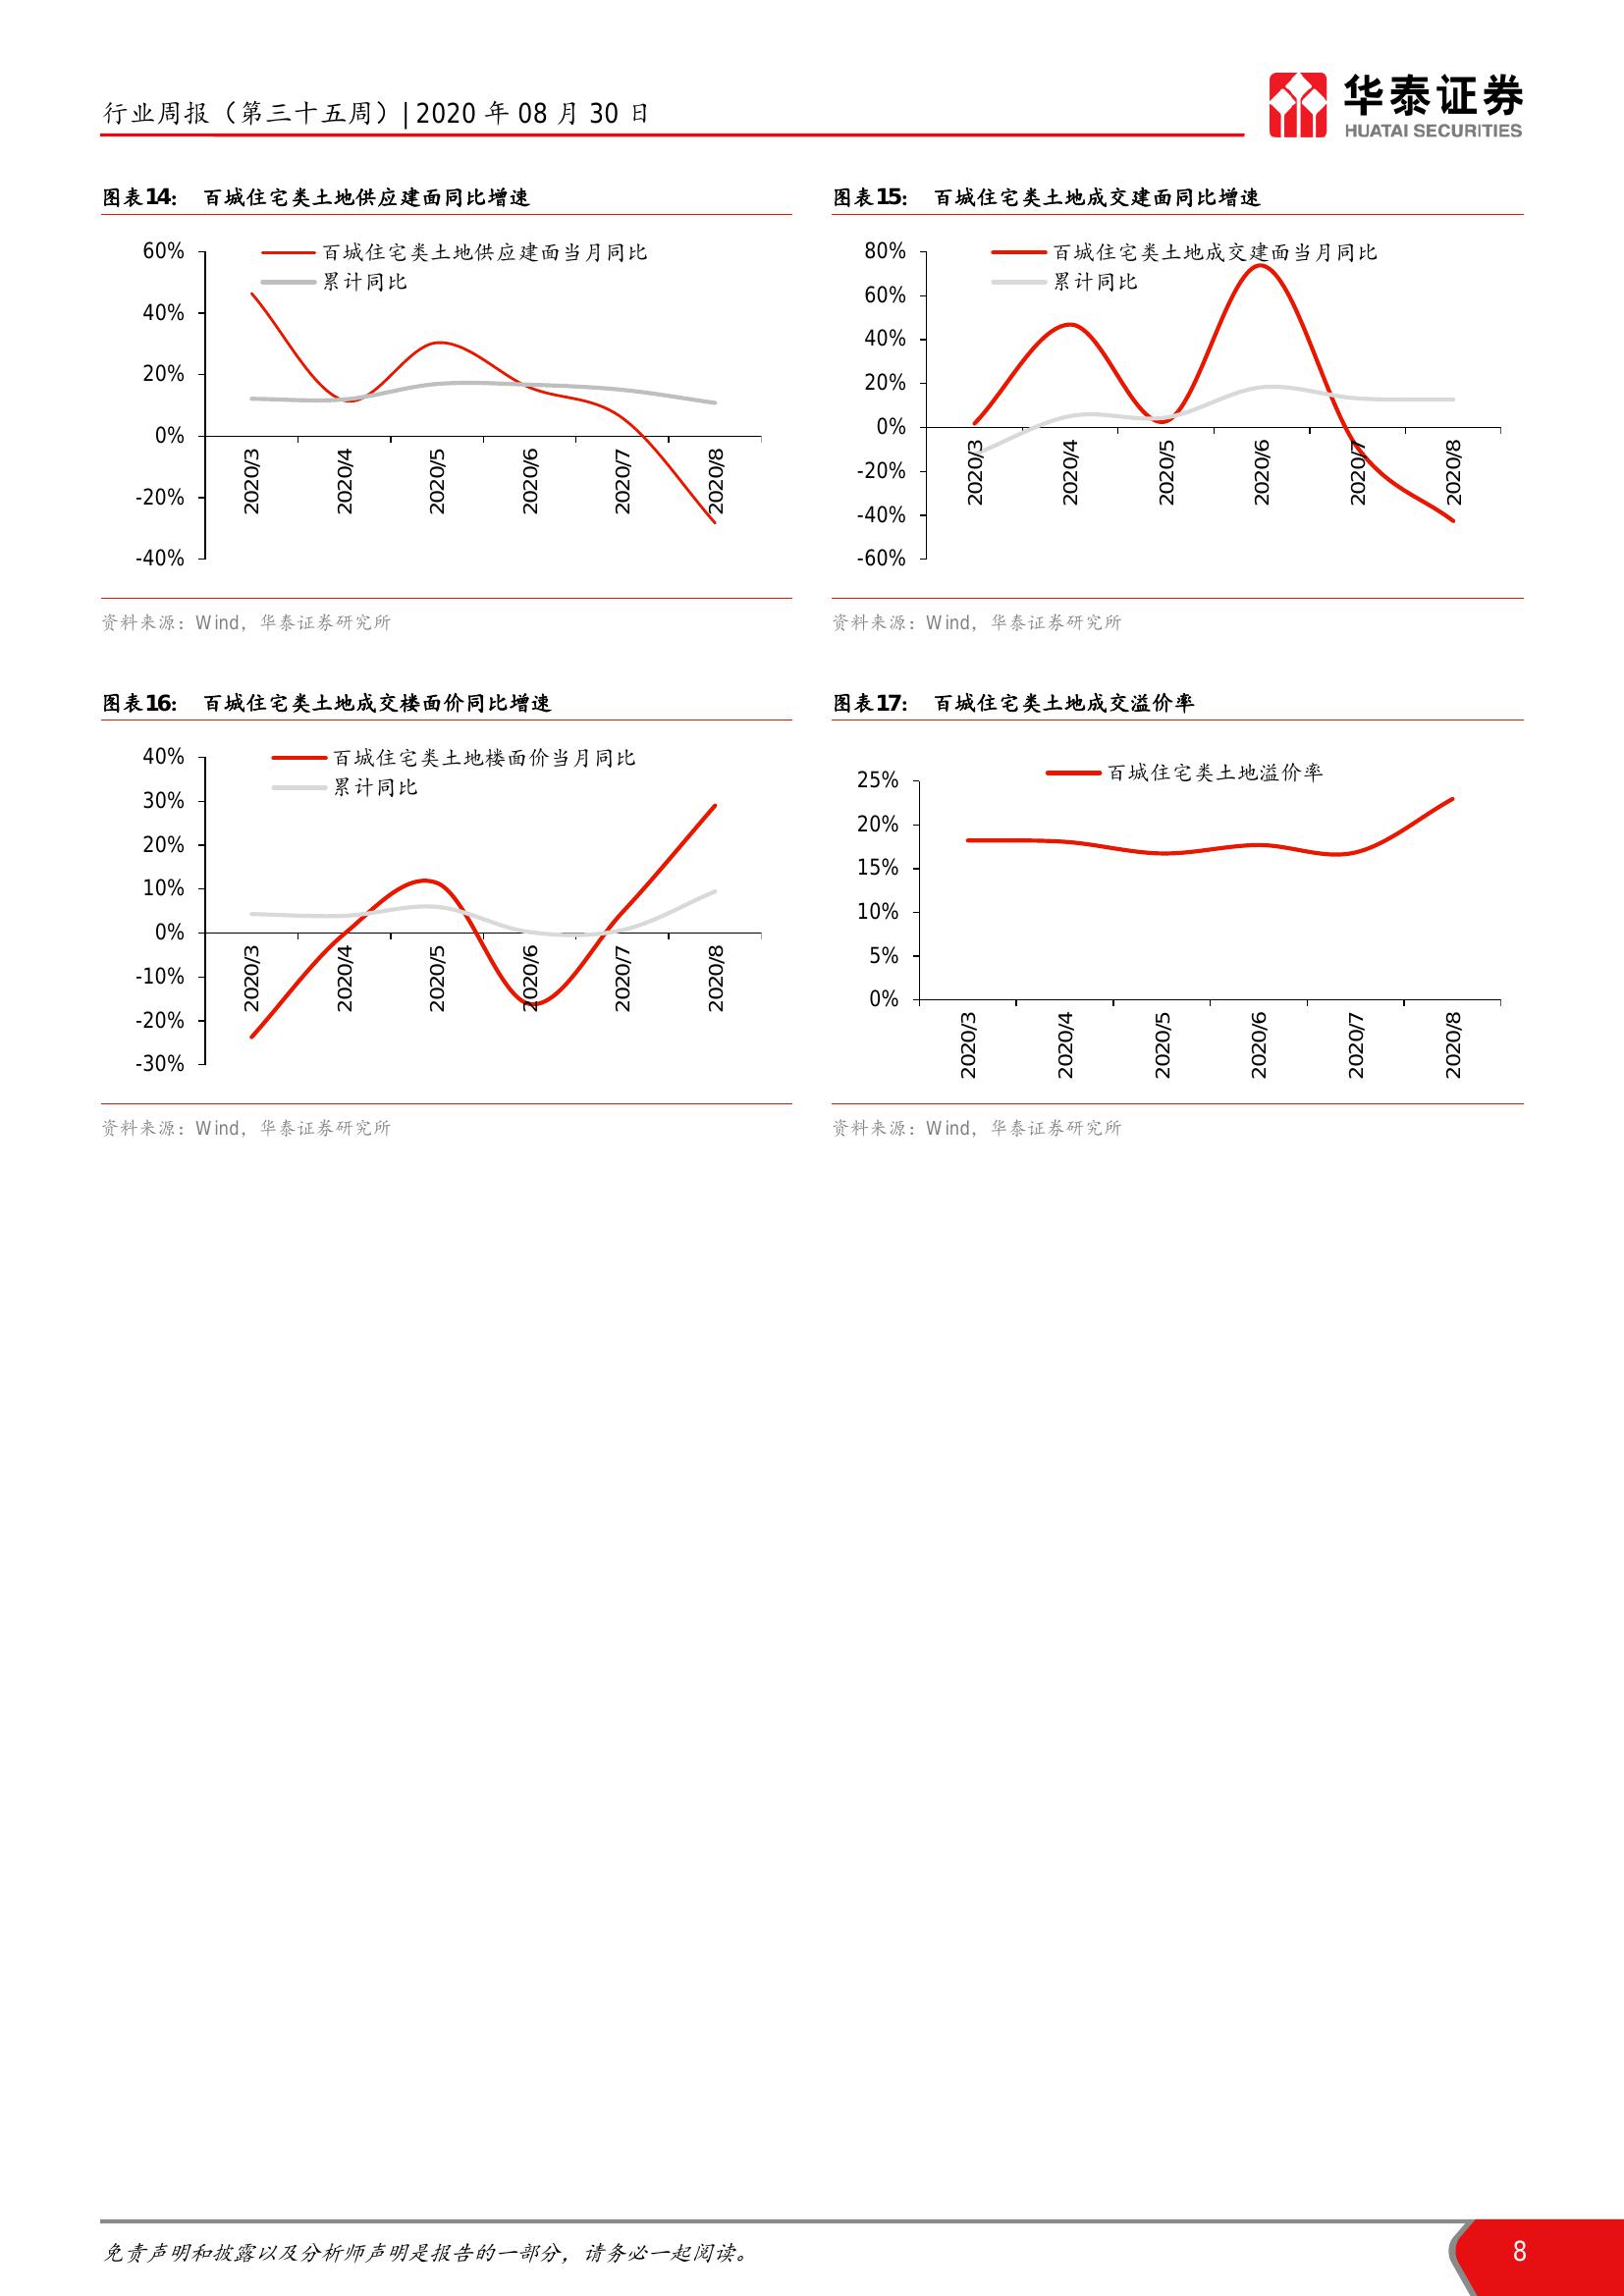 行业周报（第三十五周）| 2020 年 08 月 30 日
华泰证券
HUATAI SECURITIES
图表14： 百城住宅类土地供应建面同比增速
60%
40%
20%
0%
-20%
-40%
百城住宅类土地供应建面当月同比
累计同比
2020/3
2020/4
2020/5
2020/6
2020/7
2020/8
资料来源：Wind，华泰证券研究所
图表15： 百城住宅类土地成交建面同比增速
80%
60%
40%
20%
0%
-20%
-40%
-60%
百城住宅类土地成交建面当月同比
累计同比
2020/3
2020/4
2020/5
2020/6
2020/7
2020/8
资料来源：Wind，华泰证券研究所
图表16： 百城住宅类土地成交楼面价同比增速
40%
30%
20%
10%
0%
-10%
-20%
-30%
百城住宅类土地楼面价当月同比
累计同比
2020/3
2020/4
2020/5
2020/6
2020/7
2020/8
资料来源：Wind，华泰证券研究所
图表17： 百城住宅类土地成交溢价率
25%
20%
15%
10%
5%
0%
百城住宅类土地溢价率
2020/3
2020/4
2020/5
2020/6
2020/7
2020/8
资料来源：Wind，华泰证券研究所
免责声明和披露以及分析师声明是报告的一部分，请务必一起阅读。
8